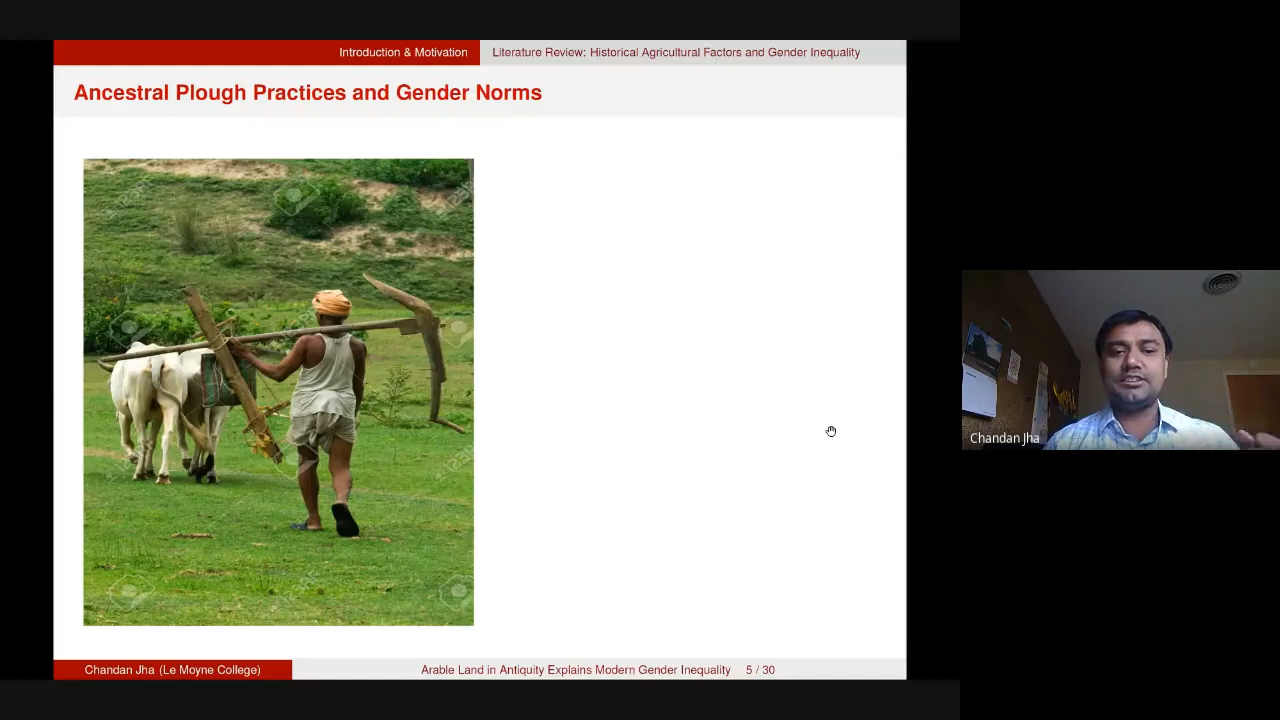 Introduction & Motivation
Literature Review: Historical Agricultural Factors and Gender Inequality
Ancestral Plough Practices and Gender Norms
Chandan Jha
Chandan Jha (Le Moyne College)
Arable Land in Antiquity Explains Modern Gender Inequality
5 / 30